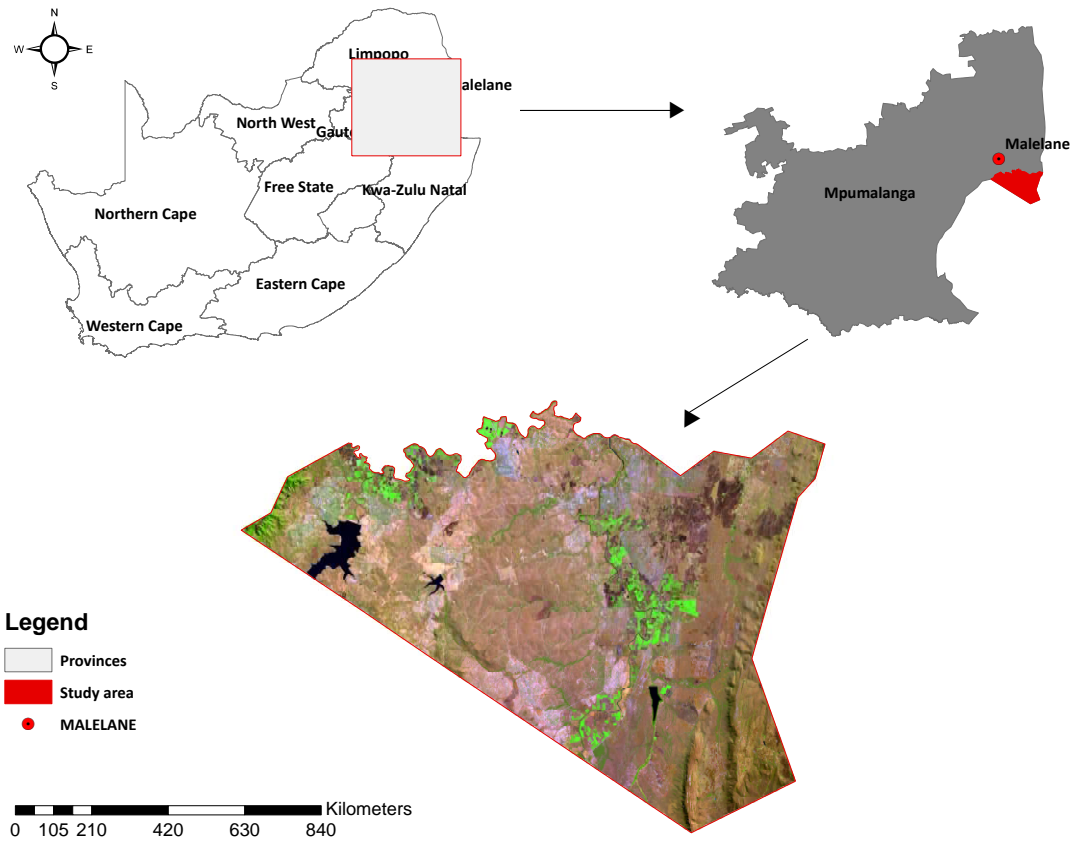 N
W E
S
Limpopo
alelane
North West
Gaut
Free State
Kwa-Zulu Natal
Northern Cape
Eastern Cape
Western Cape
Malelane
Mpumalanga
Legend
Provinces
Study area
MALELANE
Kilometers
0 105 210 420 630 840